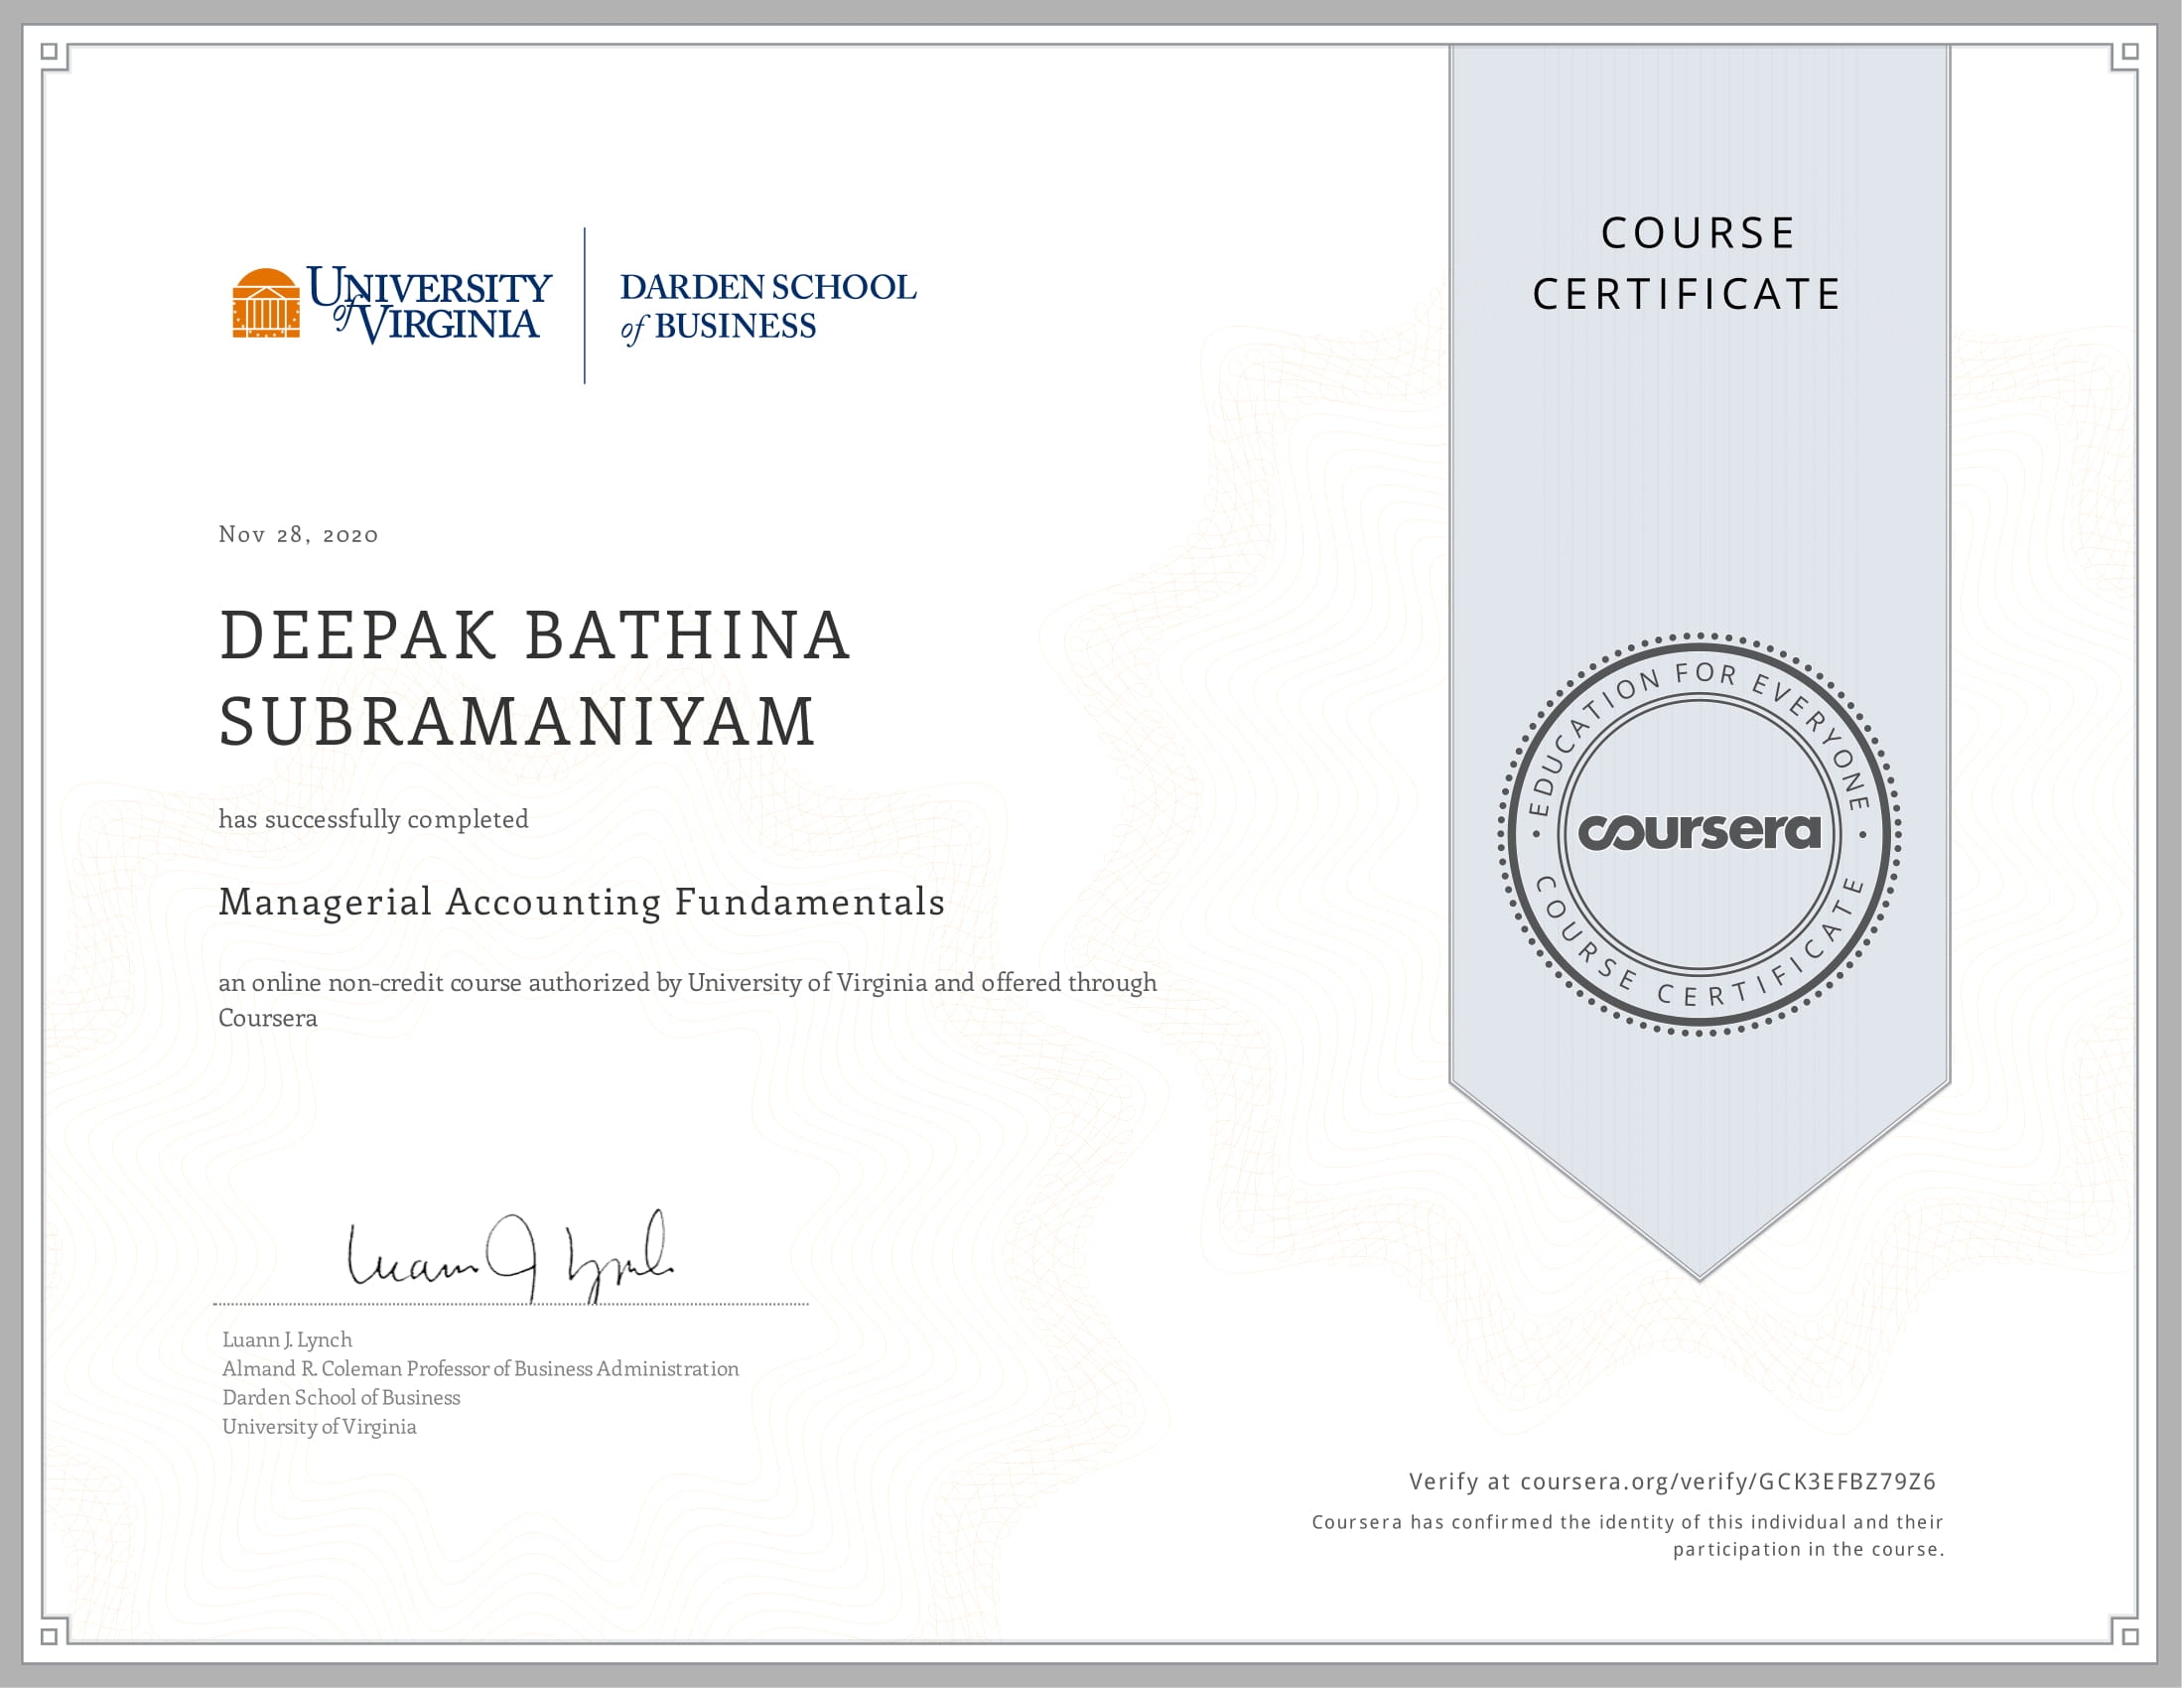 UNIVERSITY
of VIRGINIA
DARDEN SCHOOL
of BUSINESS
COURSE
CERTIFICATE
Nov 28, 2020
DEEPAK BATHINA
SUBRAMANIYAM
has successfully completed
Managerial Accounting Fundamentals
an online non-credit course authorized by University of Virginia and offered through
Coursera
• EDUCATION FOR EVERYONE •
coursera
COURSE CERTIFICATE
Luann J Lynch
Luann J. Lynch
Almand R. Coleman Professor of Business Administration
Darden School of Business
University of Virginia
Verify at coursera.org/verify/GCK3EFBZ79Z6
Coursera has confirmed the identity of this individual and their
participation in the course.